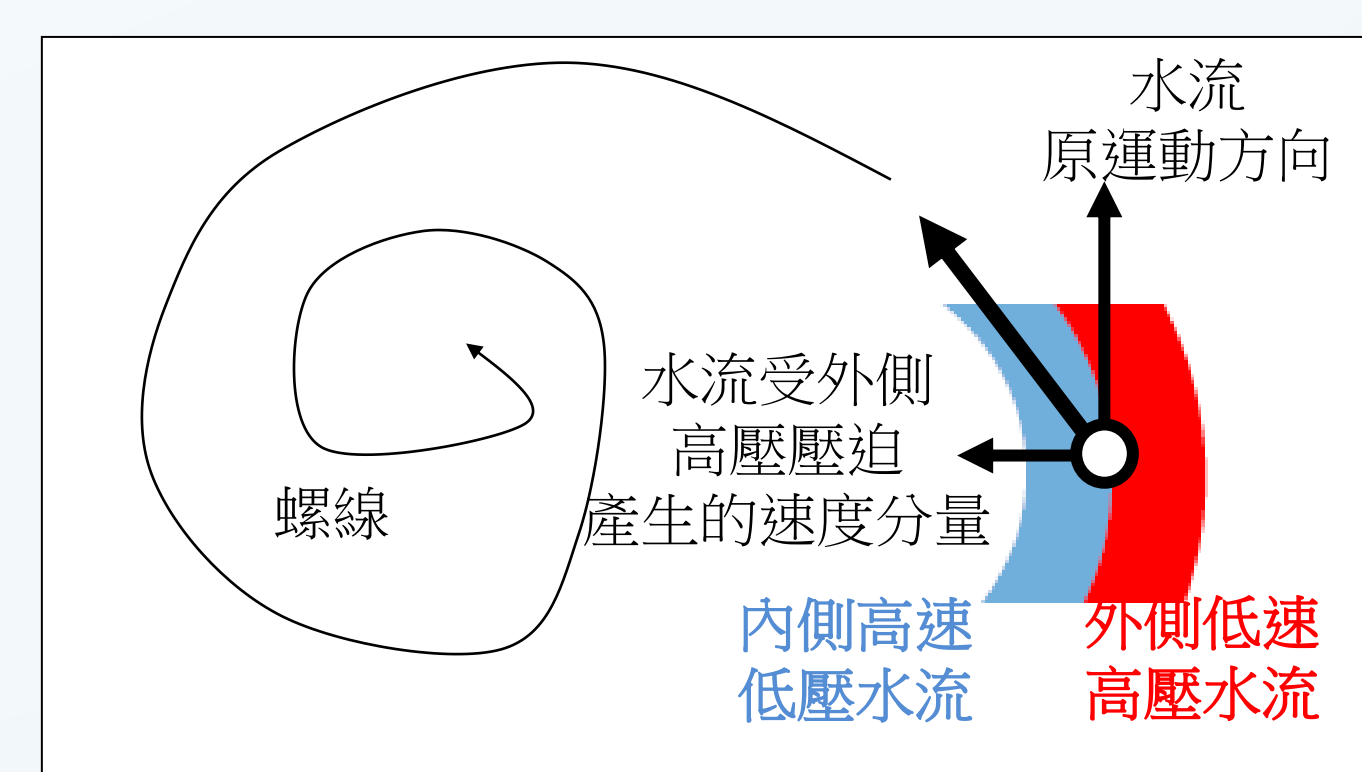 水流
原運動方向
水流受外側
高壓壓迫
產生的速度分量
螺線
內側高速
低壓水流
外側低速
高壓水流